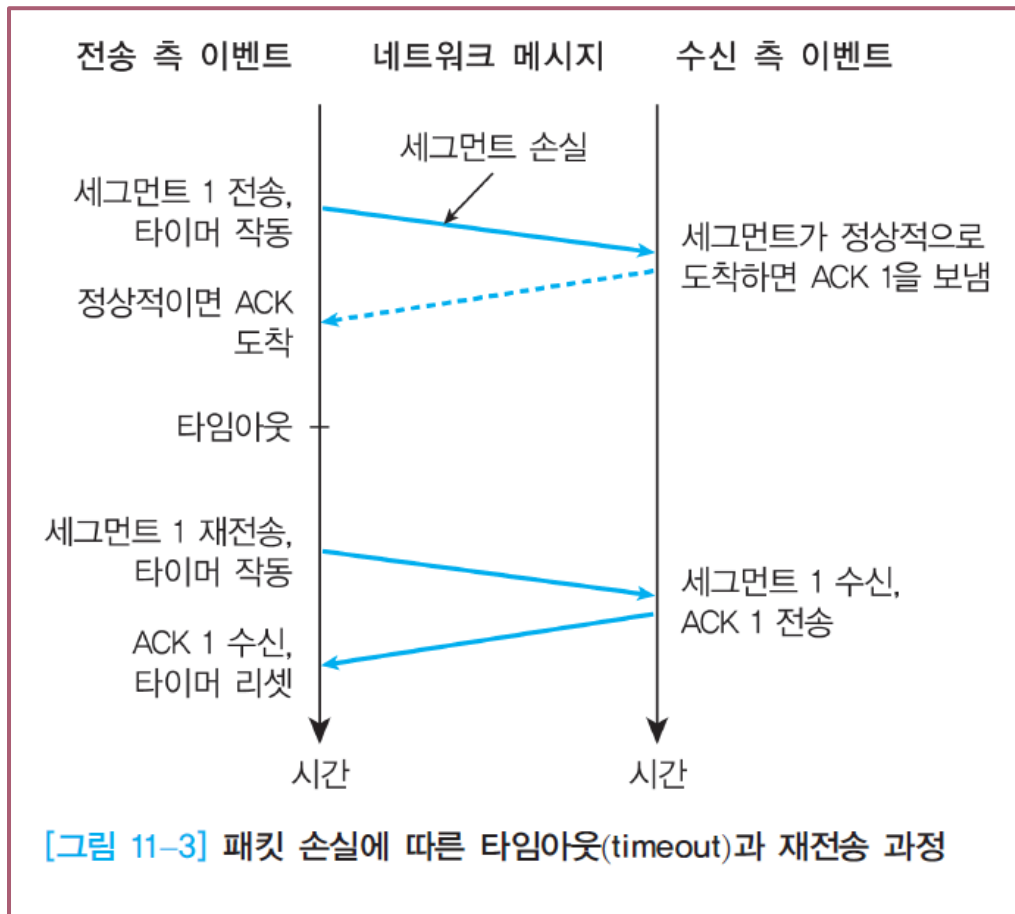 전송 측 이벤트
네트워크 메시지
수신 측 이벤트
세그먼트 손실
세그먼트 1 전송,
타이머 작동
세그먼트가 정상적으로
도착하면 ACK 1을 보냄
정상적이면 ACK
도착
타임아웃
세그먼트 1 재전송,
타이머 작동
세그먼트 1 수신,
ACK 1 전송
ACK 1 수신,
타이머 리셋
시간
시간
[그림 11-3] 패킷 손실에 따른 타임아웃(timeout)과 재전송 과정